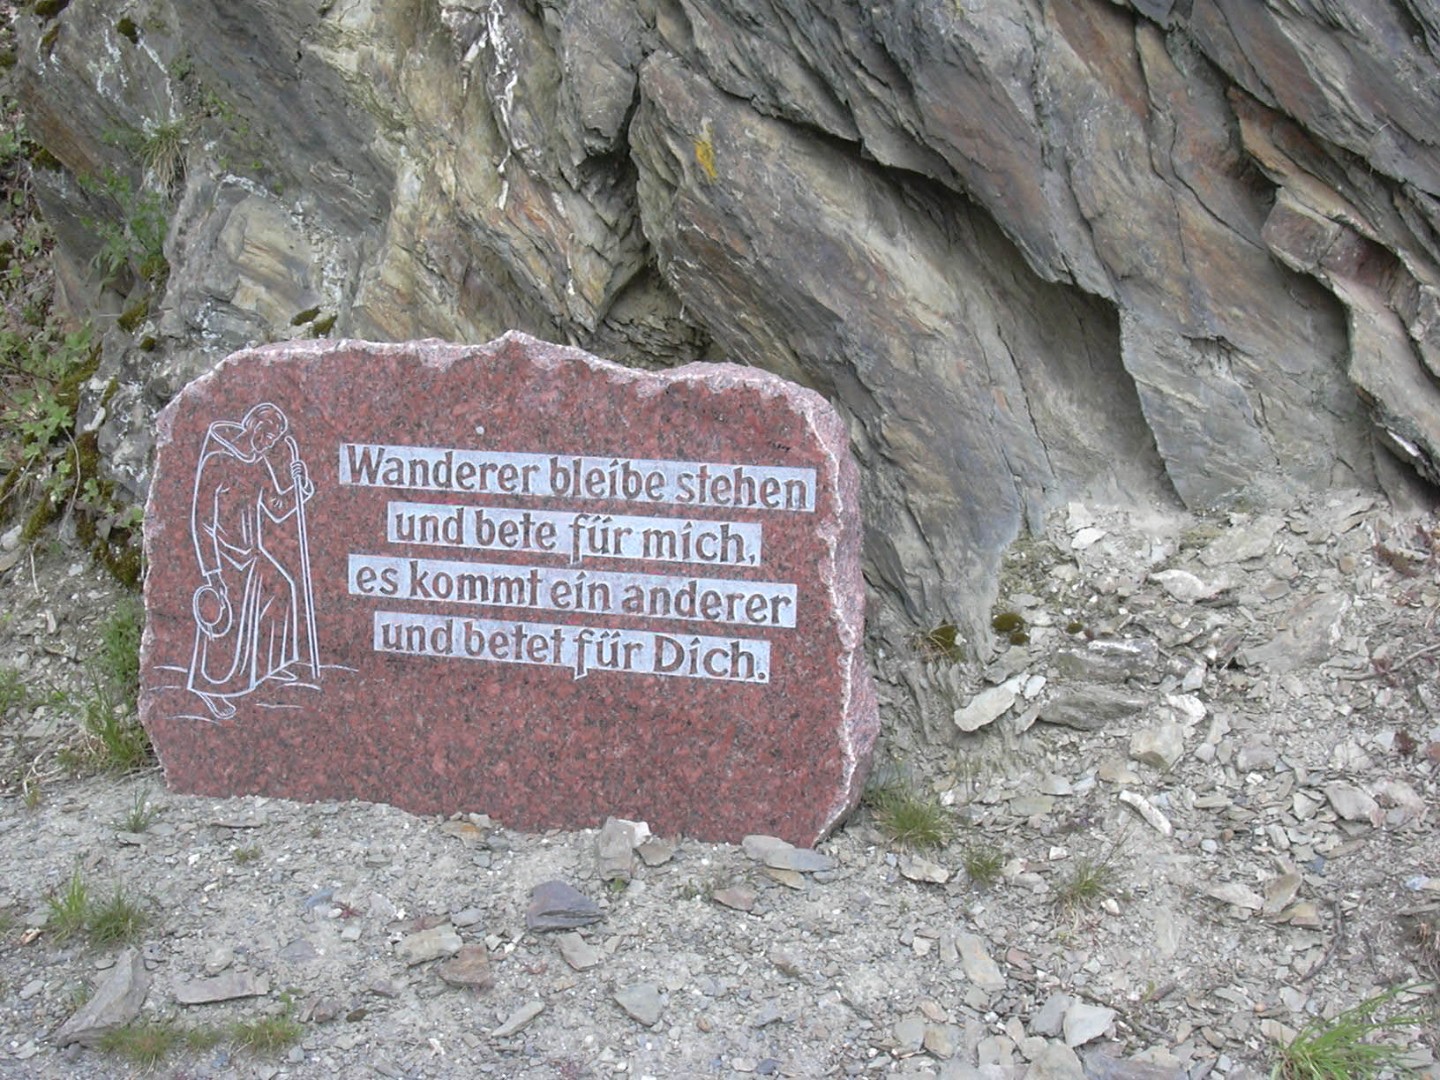 Wanderer bleibe stehen
und bete für mich,
es kommt ein anderer
und betet für Dich.